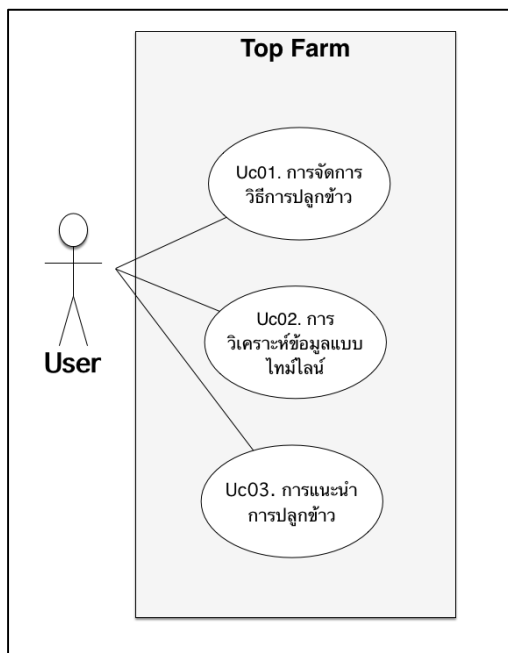 Top Farm
Uc01. การจัดการ
วิธีการปลูกข้าว
Uc02. การ
วิเคราะห์ข้อมูลแบบ
ไทม์ไลน์
User
Uc03. การแนะนำ
การปลูกข้าว